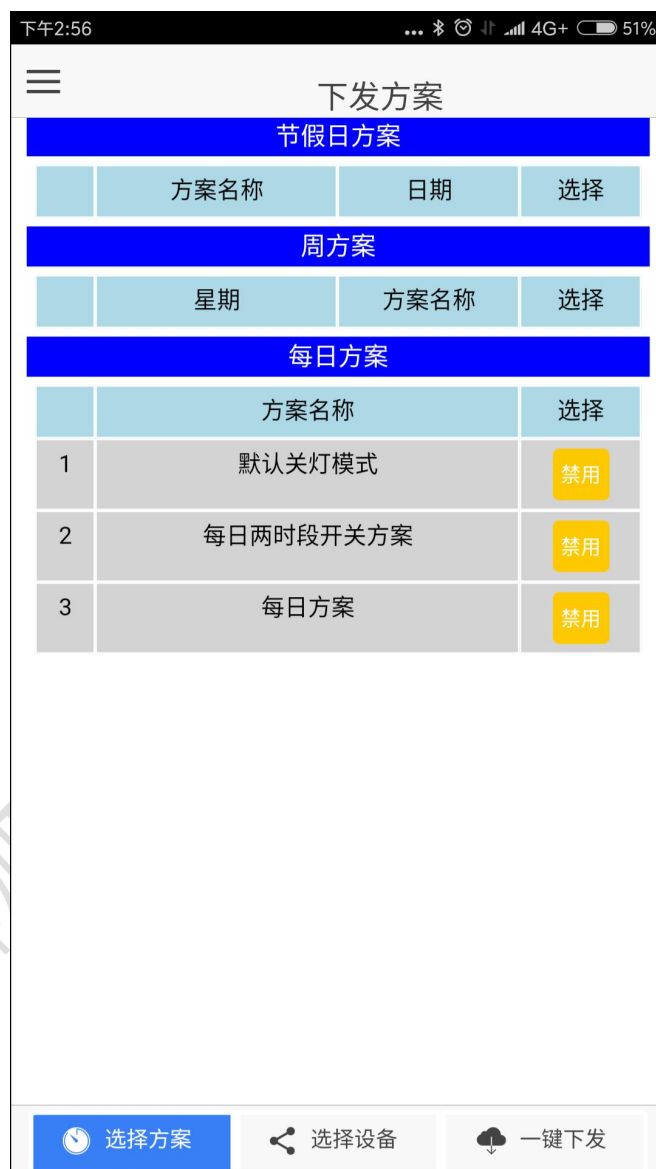 下午2:56 ... 4G+ 51%
下发方案
节假日方案
方案名称 日期 选择
周方案
星期 方案名称 选择
每日方案
方案名称 选择
1 默认关灯模式 禁用
2 每日两时段开关方案 禁用
3 每日方案 禁用
选择方案 选择设备 一键下发